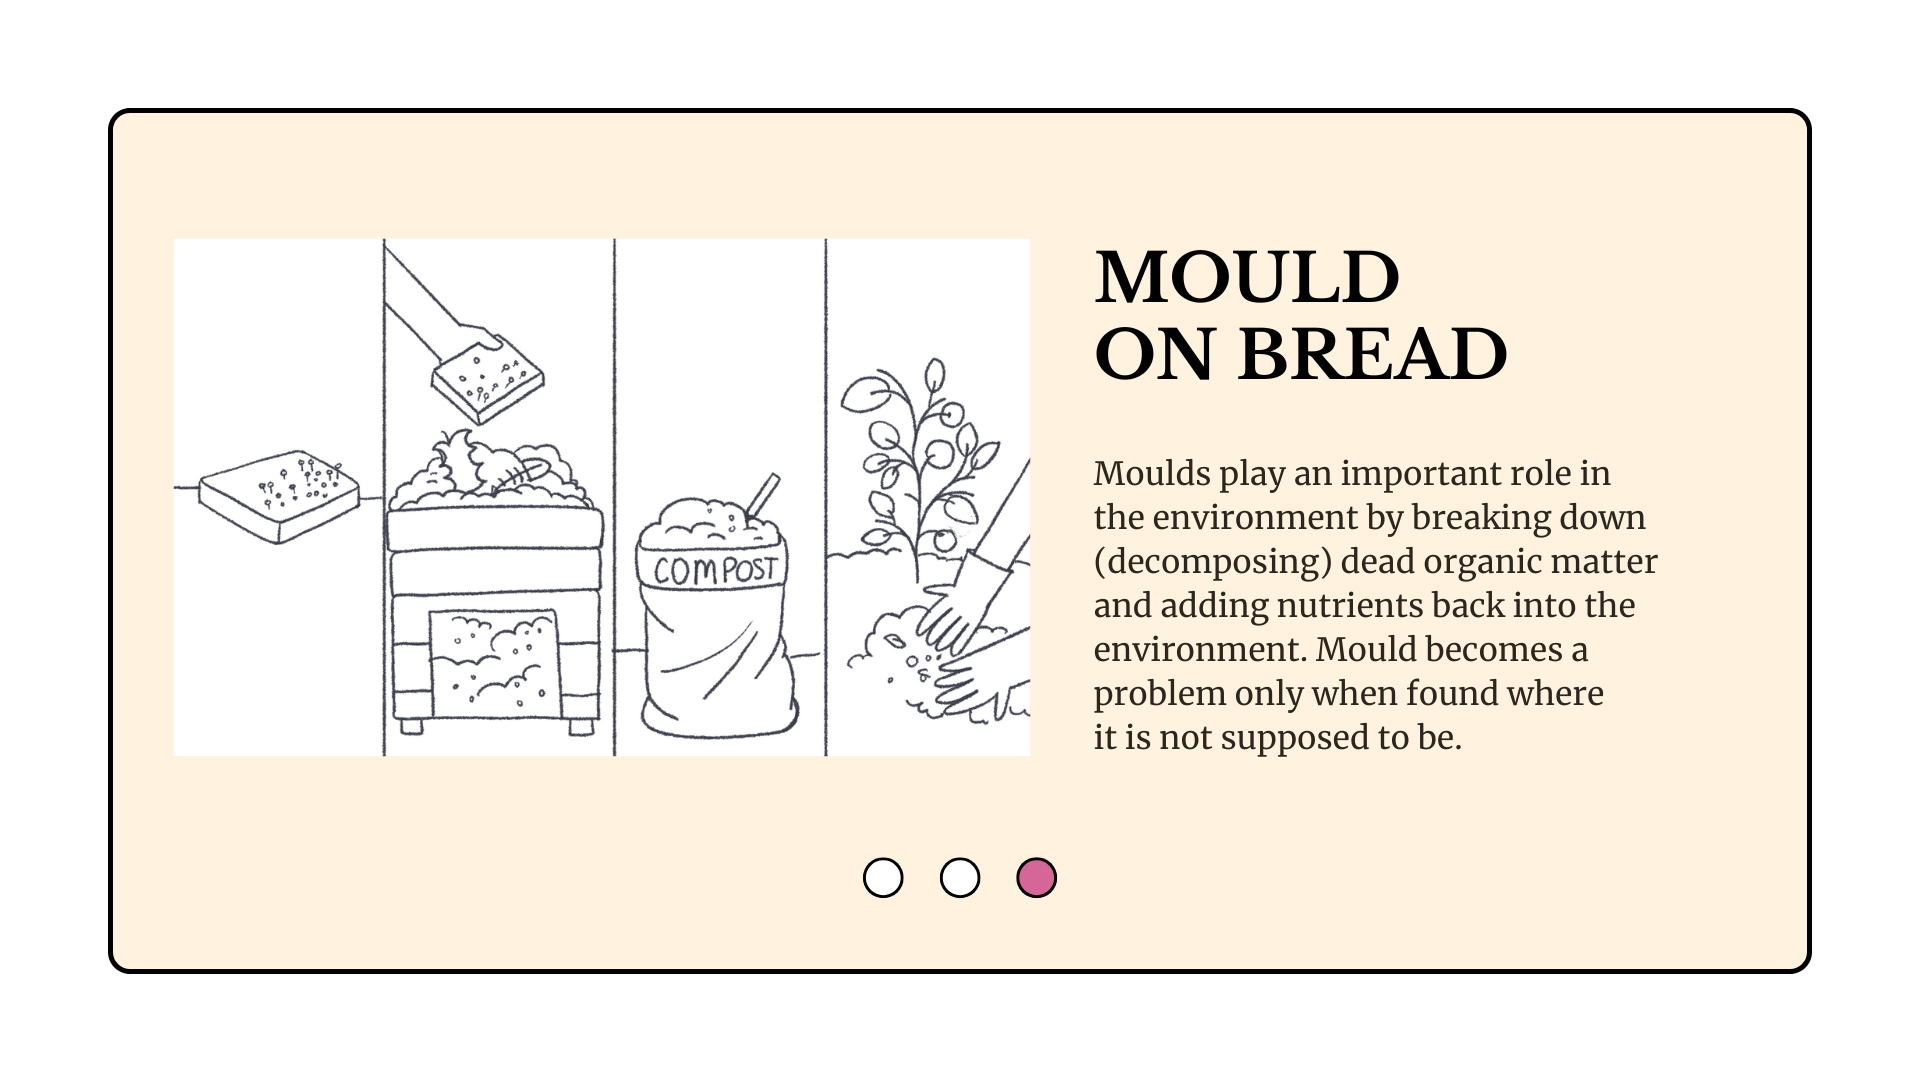 MOULD
ON BREAD
COMPOST
Moulds play an important role in
the environment by breaking down
(decomposing) dead organic matter
and adding nutrients back into the
environment. Mould becomes a
problem only when found where
it is not supposed to be.